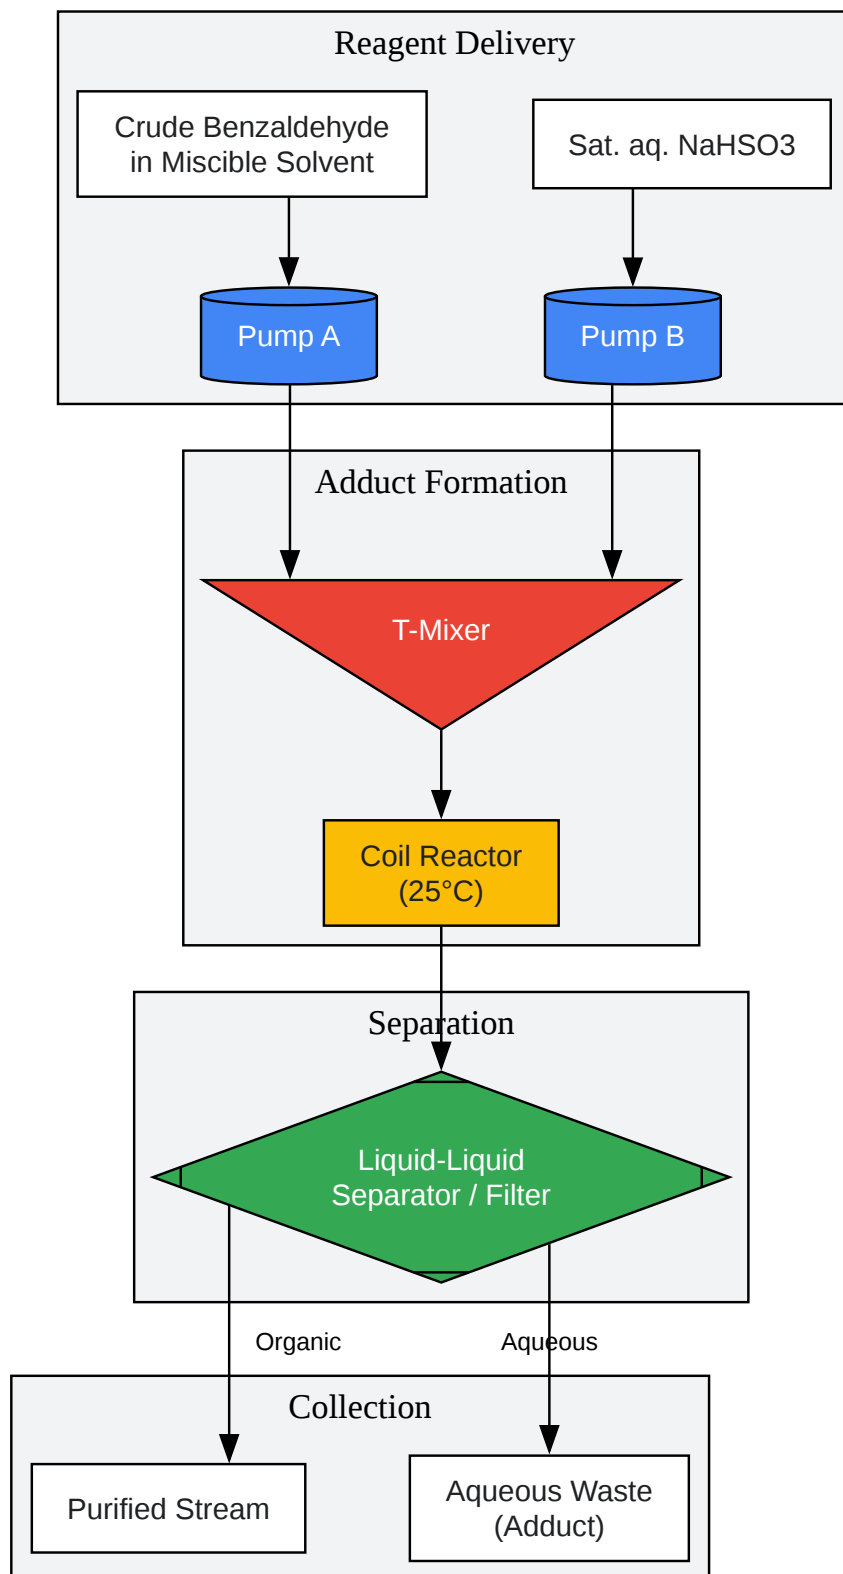 Reagent Delivery
Crude Benzaldehyde
in Miscible Solvent
Sat. aq. NaHSO3
Pump A
Pump B
Adduct Formation
T-Mixer
Coil Reactor
(25°C)
Separation
Liquid-Liquid
Separator / Filter
Organic
Aqueous
Collection
Purified Stream
Aqueous Waste
(Adduct)